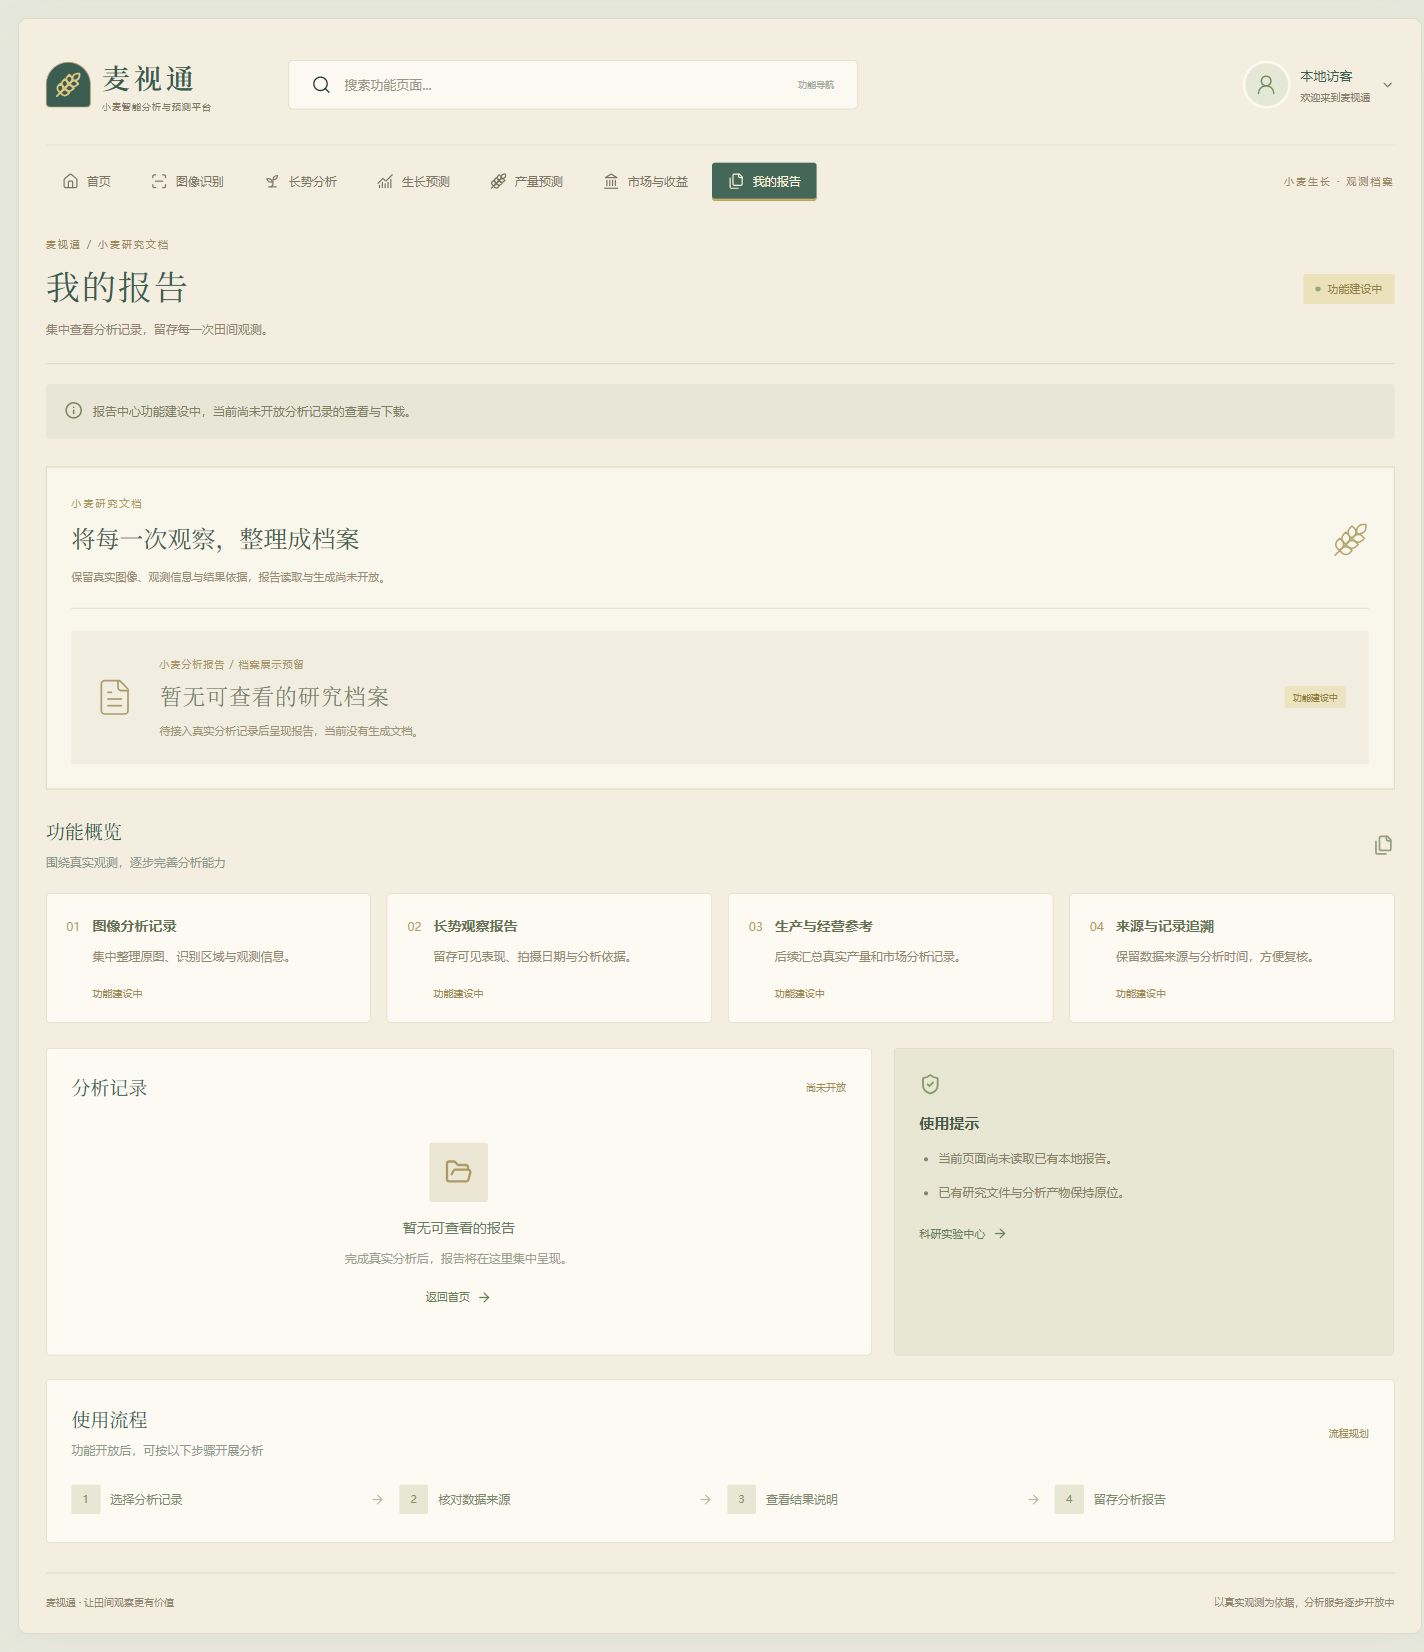 麦视通
小麦智能分析与预测平台
搜索功能页面...
功能导航
本地访客
欢迎来到麦视通
首页
图像识别
长势分析
生长预测
产量预测
市场与收益
我的报告
小麦生长 · 观测档案
麦视通 / 小麦研究文档
我的报告
集中查看分析记录，留存每一次田间观测。
功能建设中
报告中心功能建设中，当前尚未开放分析记录的查看与下载。
小麦研究文档
将每一次观察，整理成档案
保留真实图像、观测信息与结果依据，报告读取与生成尚未开放。
小麦分析报告 / 档案展示预留
暂无可查看的研究档案
待接入真实分析记录后呈现报告，当前没有生成文档。
功能建设中
功能概览
围绕真实观测，逐步完善分析能力
01 图像分析记录
集中整理原图、识别区域与观测信息。
功能建设中
02 长势观察报告
留存可见表现、拍摄日期与分析依据。
功能建设中
03 生产与经营参考
后续汇总真实产量和市场分析记录。
功能建设中
04 来源与记录追溯
保留数据来源与分析时间，方便复核。
功能建设中
分析记录
尚未开放
暂无可查看的报告
完成真实分析后，报告将在这里集中呈现。
返回首页 →
使用提示
• 当前页面尚未读取已有本地报告。
• 已有研究文件与分析产物保持原位。
科研实验中心 →
使用流程
功能开放后，可按以下步骤开展分析
流程规划
1 选择分析记录 →
2 核对数据来源 →
3 查看结果说明 →
4 留存分析报告
麦视通 · 让田间观察更有价值
以真实观测为依据，分析服务逐步开放中